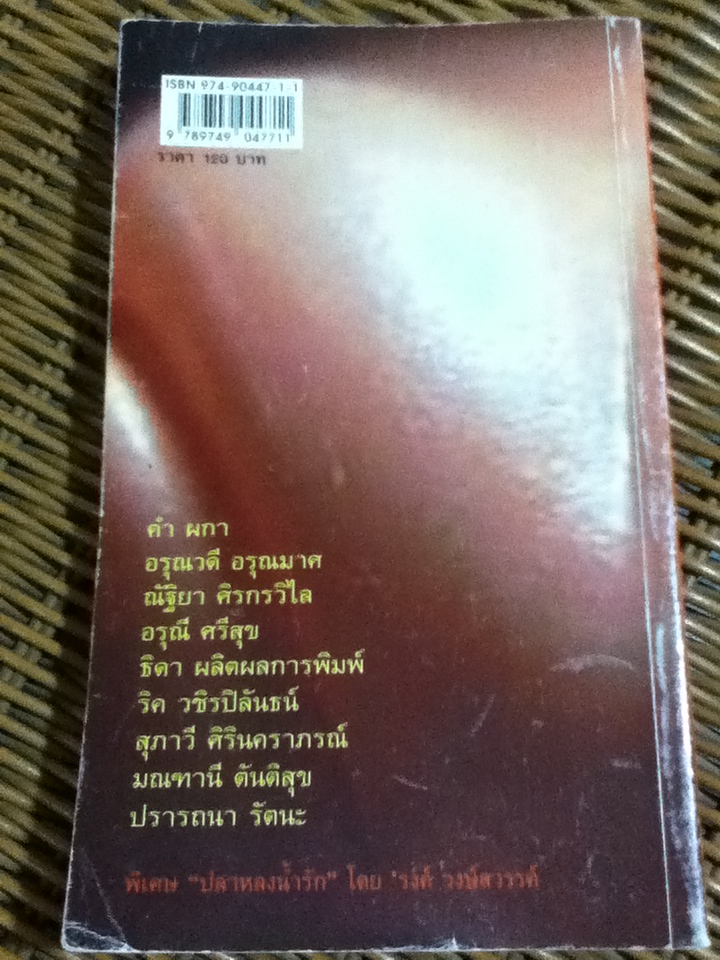 ISBN 974-90447-1-1
9 789749 047711
ราคา 120 บาท
คำ ผกา
อรุณวดี อรุณมาศ
ณัฐิยา ศิรกรวิไล
อรุณี ศรีสุข
ธิดา ผลิตผลการพิมพ์
ริค วชิรปิลันธน์
สุภาวี ศิรินคราภรณ์
มณฑานี ตันติสุข
ปรารถนา รัตนะ
พิเศษ "ปลาหลงน้ำรัก" โดย 'รงค์ วงษ์สวรรค์